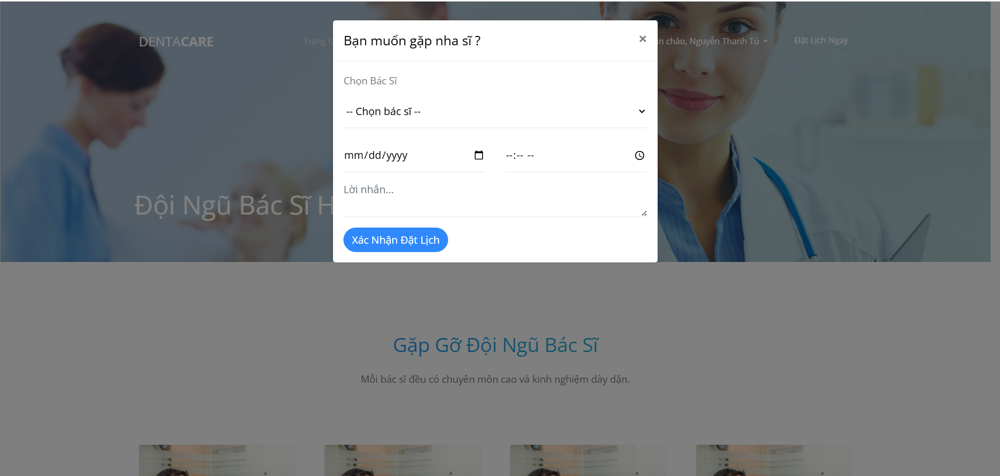 Bạn muốn gặp nha sĩ ?
×
DENTACARE
Trang C
in chào, Nguyễn Thanh Tú
Đặt Lịch Ngay
Chọn Bác Sĩ
-- Chọn bác sĩ --
mm/dd/yyyy
--:-- --
Lời nhắn...
Đội Ngũ Bác Sĩ H
Xác Nhận Đặt Lịch
Gặp Gỡ Đội Ngũ Bác Sĩ
Mỗi bác sĩ đều có chuyên môn cao và kinh nghiệm dày dặn.